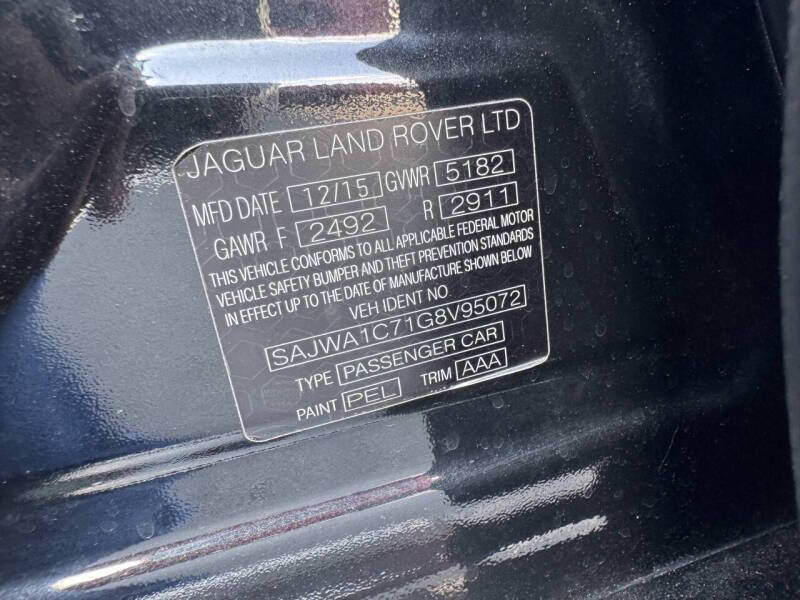 JAGUAR LAND ROVER LTD
MFD DATE 12/15 GVWR 5182
GAWR F 2492 R 2911
THIS VEHICLE CONFORMS TO ALL APPLICABLE FEDERAL MOTOR
VEHICLE SAFETY BUMPER AND THEFT PREVENTION STANDARDS
IN EFFECT UP TO THE DATE OF MANUFACTURE SHOWN BELOW
VEH IDENT NO
SAJWA1C71G8V95072
TYPE PASSENGER CAR
PAINT PEL TRIM AAA